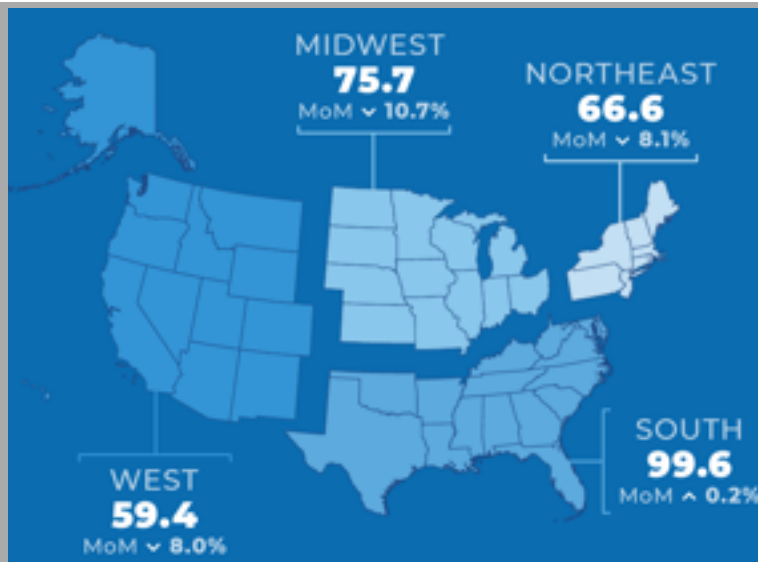 MIDWEST
75.7
MoM ⌄ 10.7%
NORTHEAST
66.6
MoM ⌄ 8.1%
SOUTH
99.6
MoM ^ 0.2%
WEST
59.4
MoM ⌄ 8.0%